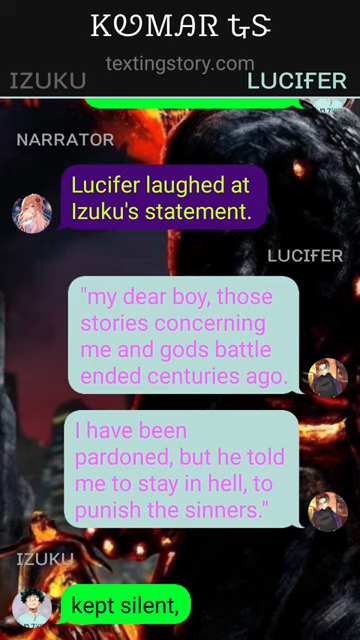 KUMAR TS
textingstory.com
IZUKU
LUCIFER
NARRATOR
Lucifer laughed at
Izuku's statement.
LUCIFER
"my dear boy, those
stories concerning
me and gods battle
ended centuries ago.
I have been
pardoned, but he told
me to stay in hell, to
punish the sinners."
IZUKU
kept silent,